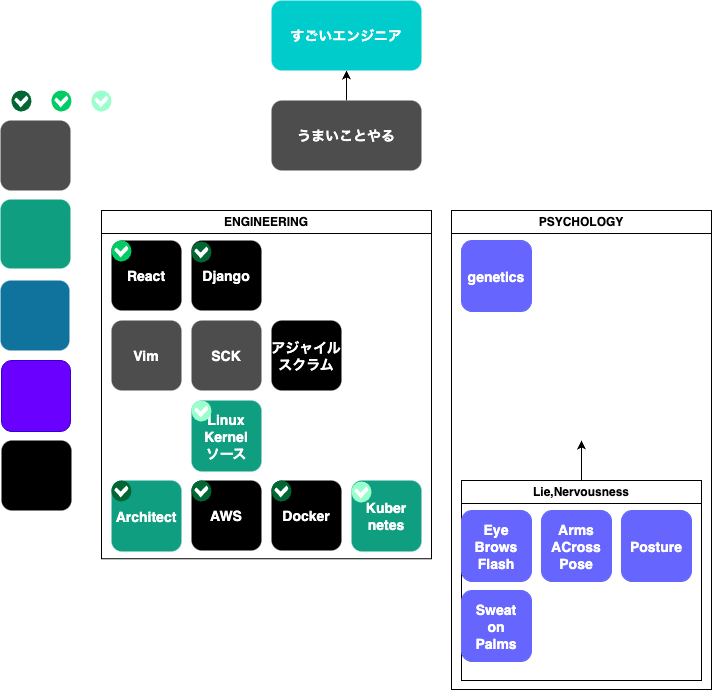 すごいエンジニア
うまいことやる
ENGINEERING
React
Django
Vim
SCK
アジャイル
スクラム
Linux
Kernel
ソース
Architect
AWS
Docker
Kuber
netes
PSYCHOLOGY
genetics
Lie,Nervousness
Eye
Brows
Flash
Arms
ACross
Pose
Posture
Sweat
on
Palms